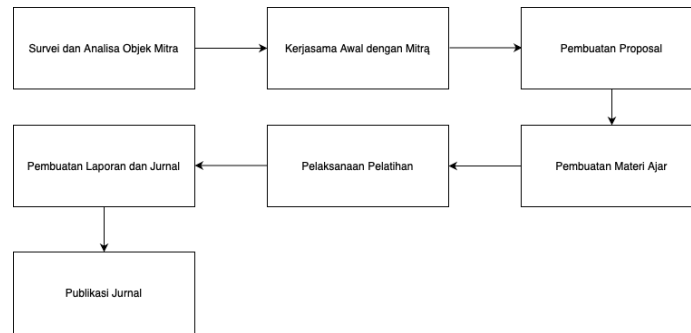 Survei dan Analisa Objek Mitra
Kerjasama Awal dengan Mitra
Pembuatan Proposal
Pembuatan Materi Ajar
Pelaksanaan Pelatihan
Pembuatan Laporan dan Jurnal
Publikasi Jurnal